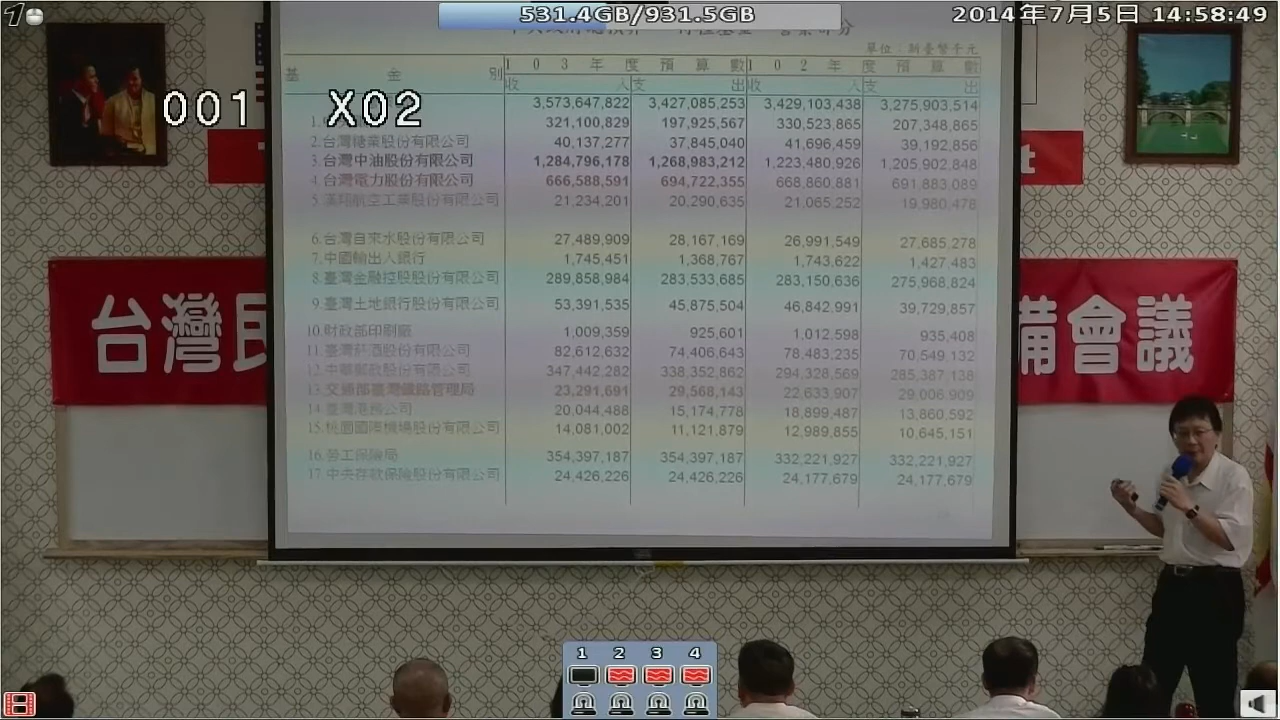 531.4GB/931.5GB
2014年7月5日 14:58:49
001 X02
單位：新臺幣千元
基 金 別 103年度預算數 102年度預算數
收 入 支 出 收 入 支 出
3,573,647,822 3,427,085,253 3,429,103,438 3,275,903,514
1. 321,100,829 197,925,567 330,523,865 207,348,865
2.台灣糖業股份有限公司 40,137,277 37,845,040 41,696,459 39,192,856
3.台灣中油股份有限公司 1,284,796,178 1,268,983,212 1,223,480,926 1,205,902,848
4.台灣電力股份有限公司 666,588,591 694,722,355 668,860,881 691,883,089
5.漢翔航空工業股份有限公司 21,234,201 20,290,635 21,065,252 19,980,478
6.台灣自來水股份有限公司 27,489,909 28,167,169 26,991,549 27,685,278
7.中國輸出入銀行 1,745,451 1,368,767 1,743,622 1,427,483
8.臺灣金融控股股份有限公司 289,858,984 283,533,685 283,150,636 275,968,824
9.臺灣土地銀行股份有限公司 53,391,535 45,875,504 46,842,991 39,729,857
10.財政部印刷廠 1,009,359 925,601 1,012,598 935,408
11.臺灣菸酒股份有限公司 82,612,632 74,406,643 78,483,235 70,549,132
12.中華郵政股份有限公司 347,442,282 338,352,862 294,328,569 285,387,138
13.交通部臺灣鐵路管理局 23,291,691 29,568,143 22,633,907 29,006,909
14.臺灣港務公司 20,044,488 15,174,778 18,899,487 13,860,592
15.桃園國際機場股份有限公司 14,081,002 11,121,879 12,989,855 10,645,151
16.勞工保險局 354,397,187 354,397,187 332,221,927 332,221,927
17.中央存款保險股份有限公司 24,426,226 24,426,226 24,177,679 24,177,679
t
台灣民
備會議
1 2 3 4